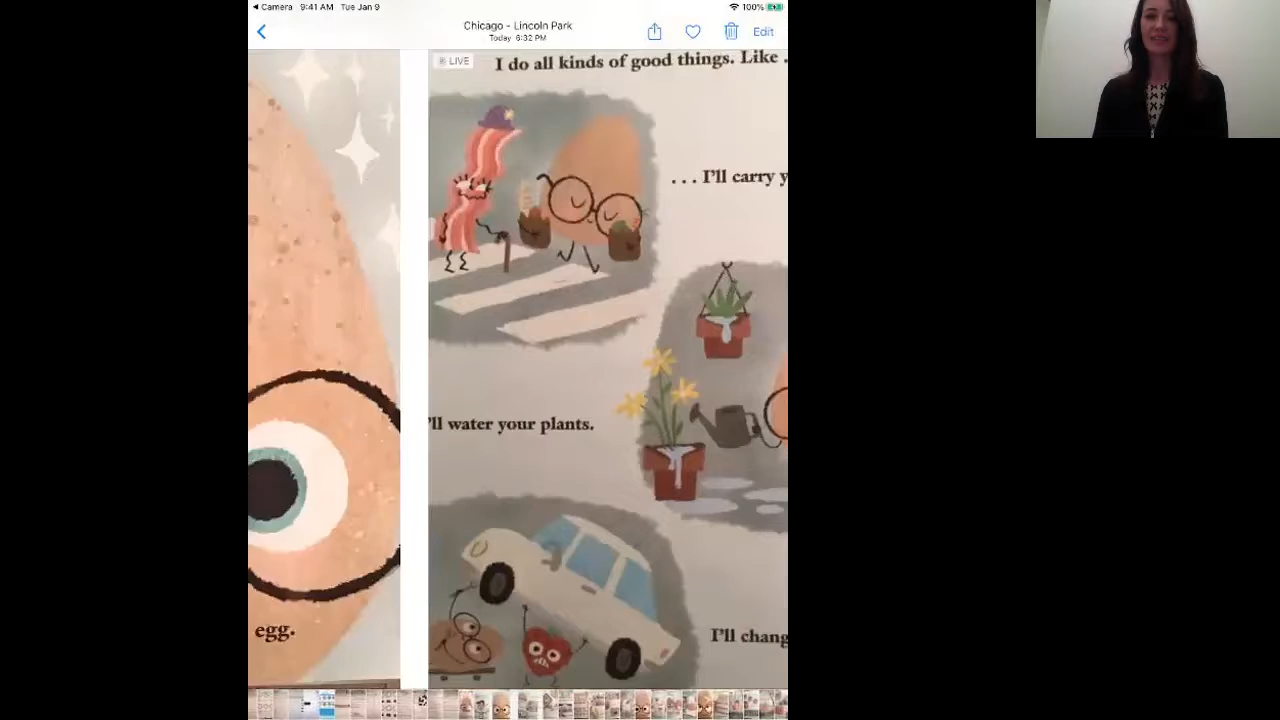 Camera 9:41 AM Tue Jan 9
100%
Chicago - Lincoln Park
Today 6:32 PM
Edit
LIVE
I do all kinds of good things. Like
... I'll carry y
'll water your plants.
egg.
I'll chang